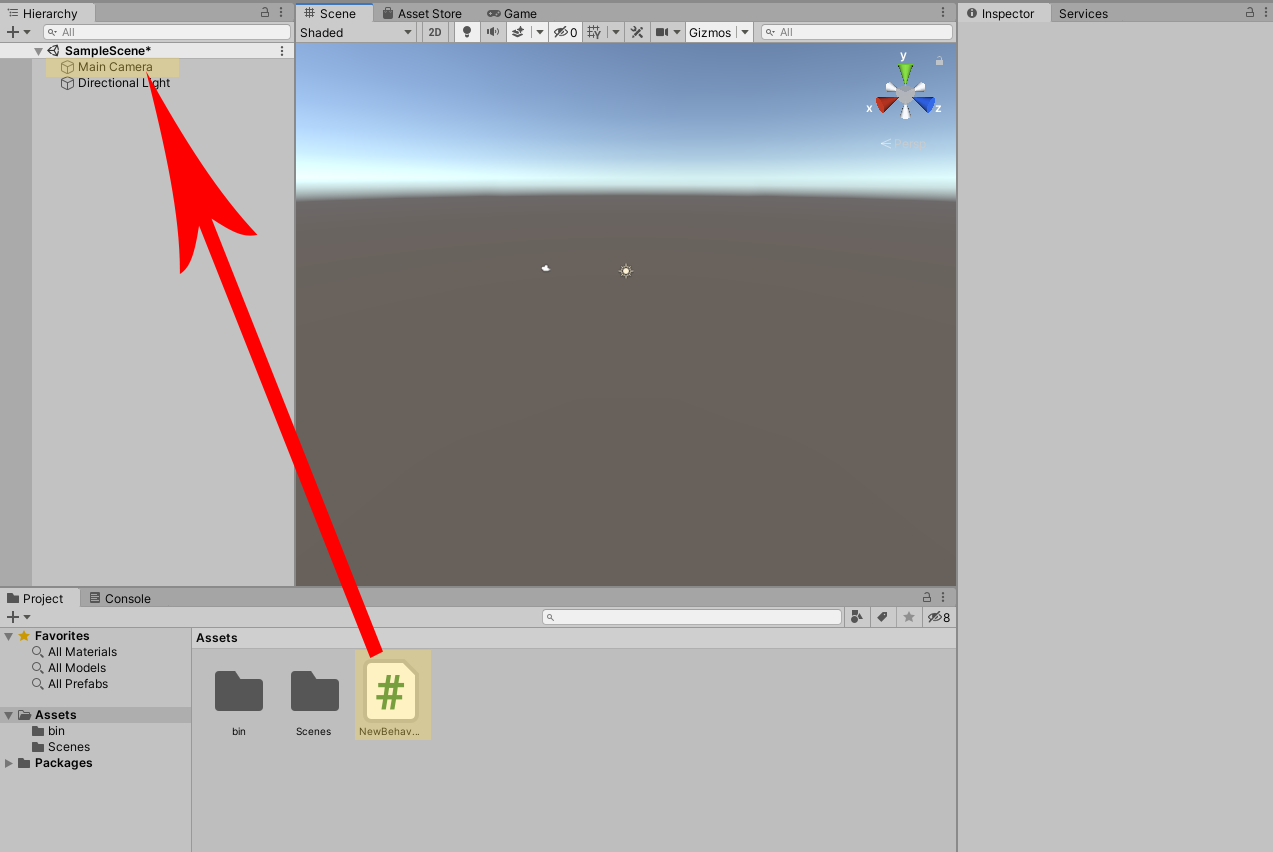 Hierarchy
All
SampleScene*
Main Camera
Directional Light
Scene
Asset Store
Game
Shaded
2D
0
Gizmos
All
y
x
z
Persp
Inspector
Services
Project
Console
8
Favorites
All Materials
All Models
All Prefabs
Assets
bin
Scenes
Packages
Assets
bin
Scenes
#
NewBehav...